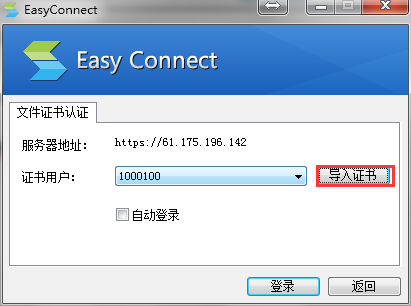 EasyConnect
Easy Connect
文件证书认证
服务器地址： https://61.175.196.142
证书用户： 1000100 导入证书
自动登录
登录 返回